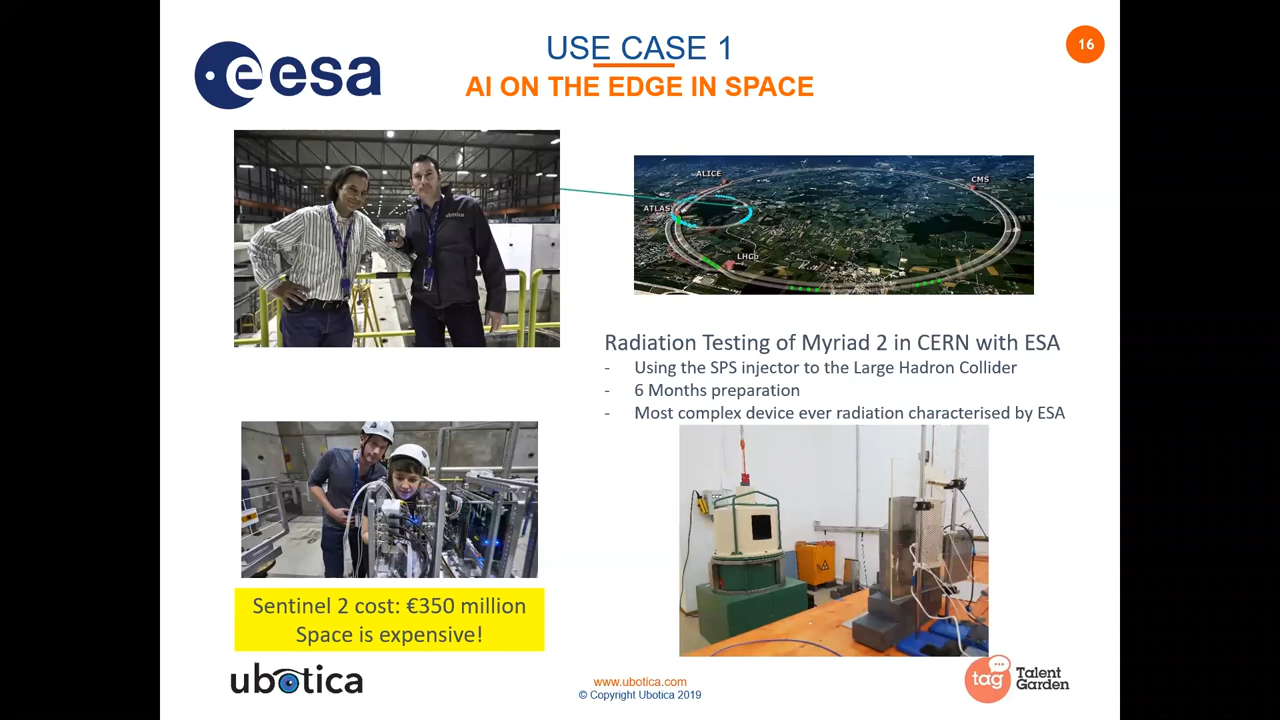 esa
USE CASE 1
AI ON THE EDGE IN SPACE
16
ubotica
ALICE
CMS
ATLAS
LHCb
Radiation Testing of Myriad 2 in CERN with ESA
- Using the SPS injector to the Large Hadron Collider
- 6 Months preparation
- Most complex device ever radiation characterised by ESA
Sentinel 2 cost: €350 million
Space is expensive!
ubotica
www.ubotica.com
© Copyright Ubotica 2019
tag
Talent
Garden